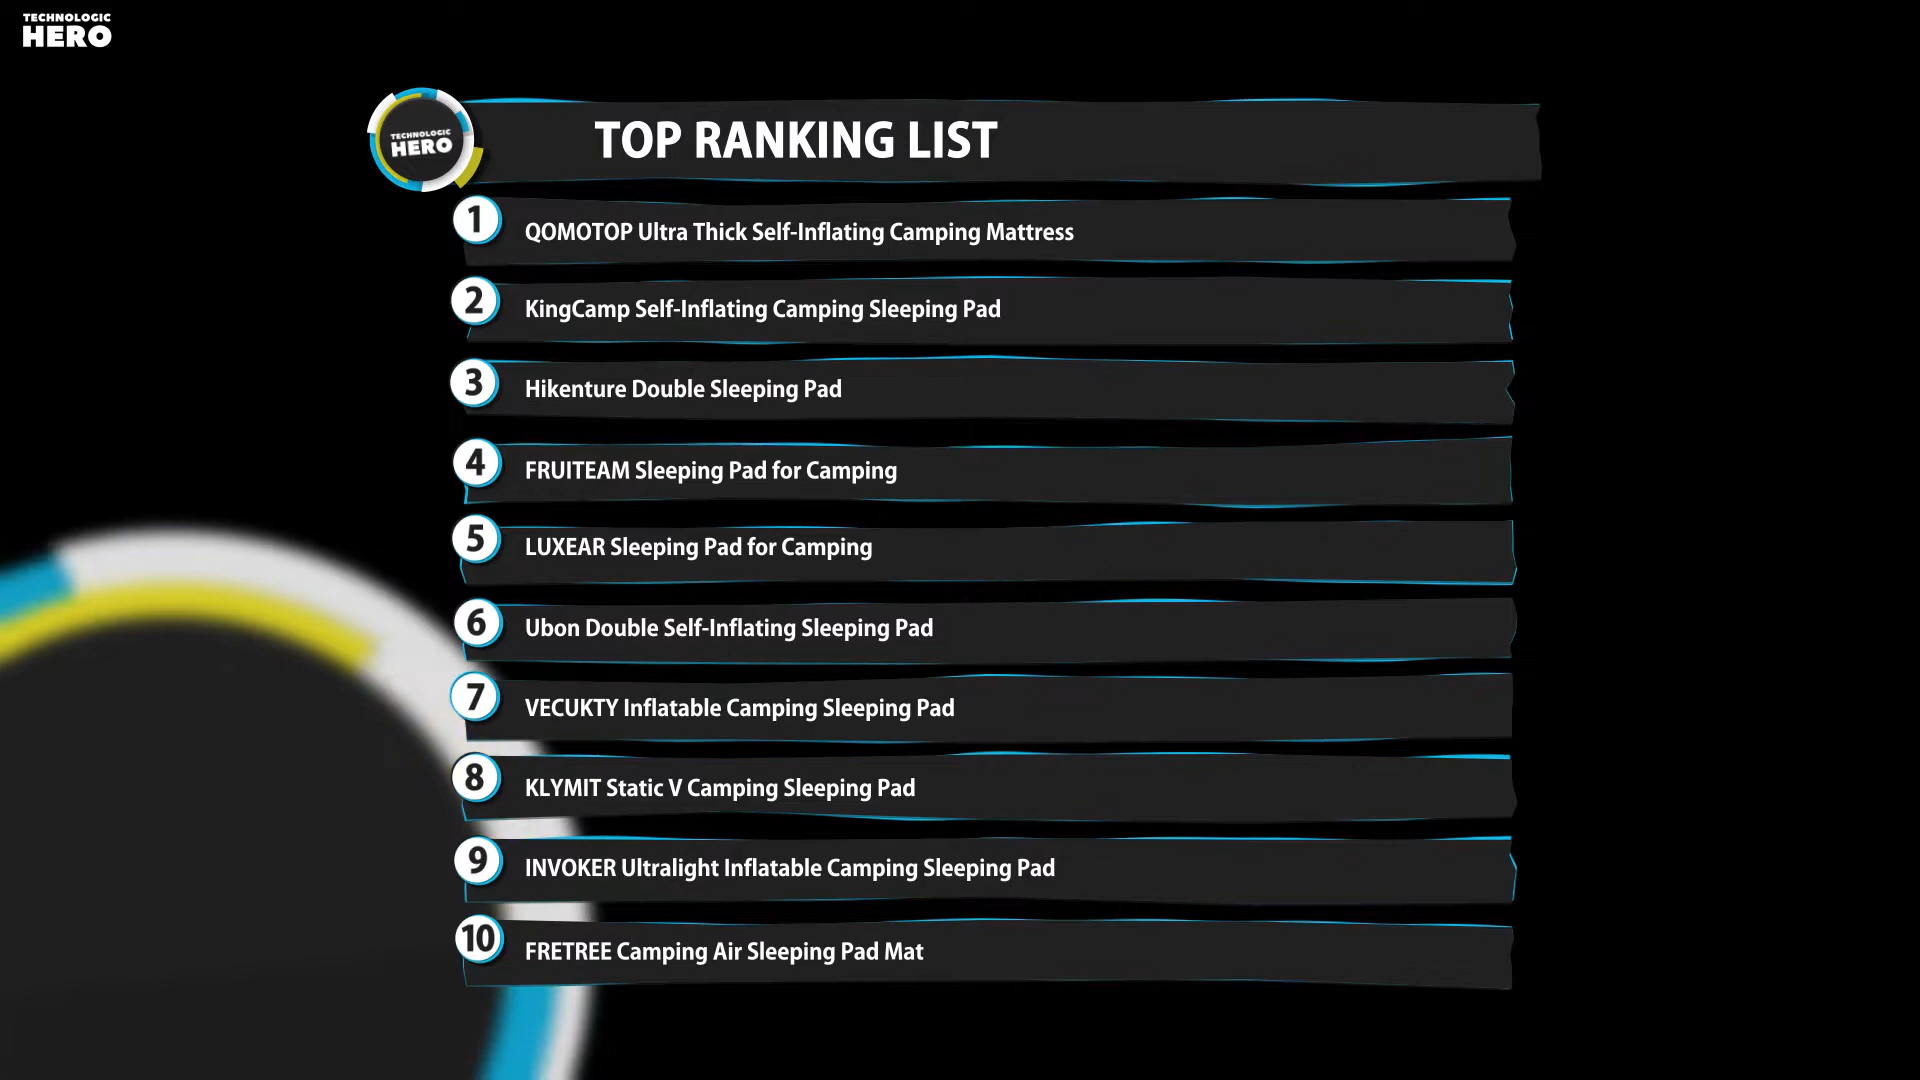 TECHNOLOGIC
HERO
TECHNOLOGIC
HERO
TOP RANKING LIST
1
QOMOTOP Ultra Thick Self-Inflating Camping Mattress
2
KingCamp Self-Inflating Camping Sleeping Pad
3
Hikenture Double Sleeping Pad
4
FRUITEAM Sleeping Pad for Camping
5
LUXEAR Sleeping Pad for Camping
6
Ubon Double Self-Inflating Sleeping Pad
7
VECUKTY Inflatable Camping Sleeping Pad
8
KLYMIT Static V Camping Sleeping Pad
9
INVOKER Ultralight Inflatable Camping Sleeping Pad
10
FRETREE Camping Air Sleeping Pad Mat